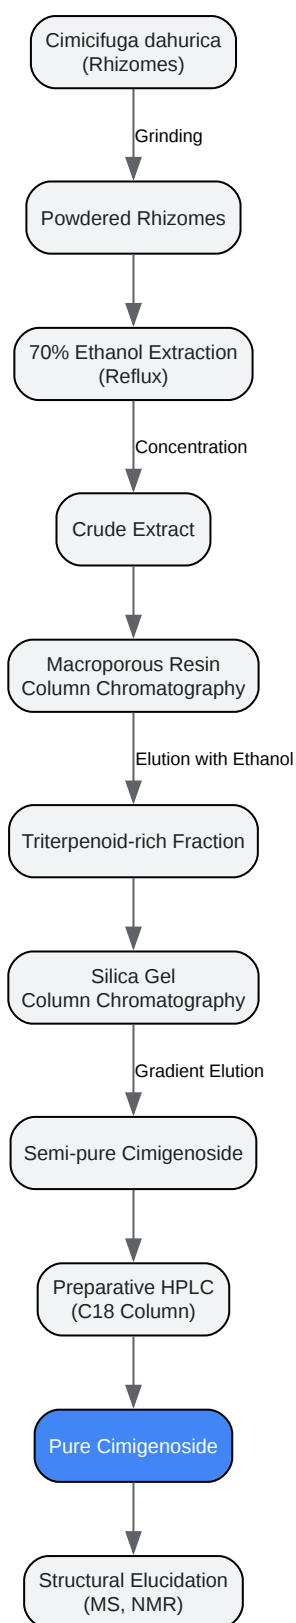 Cimicifuga dahurica
(Rhizomes)
Grinding
Powdered Rhizomes
70% Ethanol Extraction
(Reflux)
Concentration
Crude Extract
Macroporous Resin
Column Chromatography
Elution with Ethanol
Triterpenoid-rich Fraction
Silica Gel
Column Chromatography
Gradient Elution
Semi-pure Cimigenoside
Preparative HPLC
(C18 Column)
Pure Cimigenoside
Structural Elucidation
(MS, NMR)